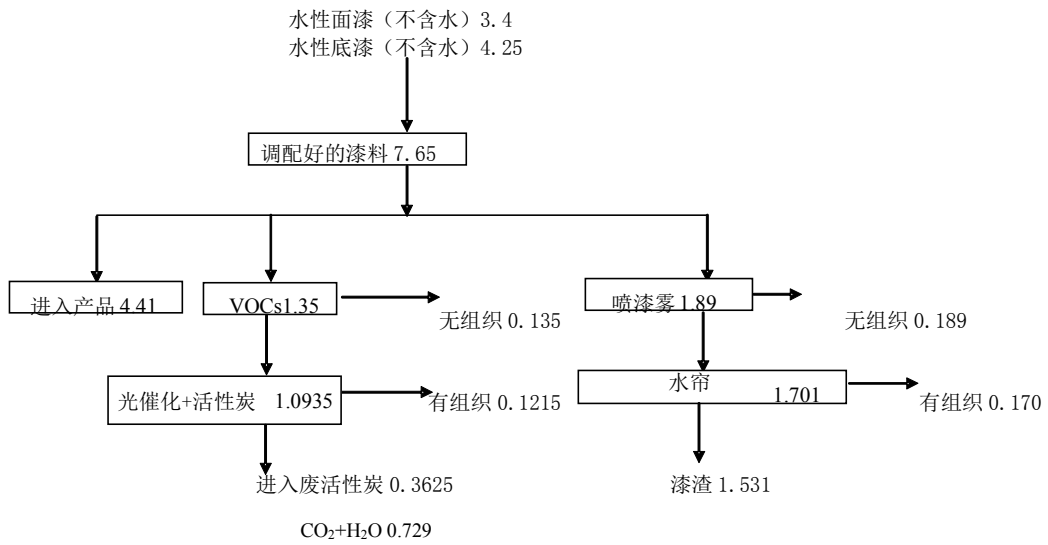 水性面漆（不含水）3.4
水性底漆（不含水）4.25
调配好的漆料 7.65
进入产品 4.41
VOCs1.35
无组织 0.135
喷漆雾 1.89
无组织 0.189
光催化+活性炭 1.0935
有组织 0.1215
水帘 1.701
有组织 0.170
进入废活性炭 0.3625
漆渣 1.531
CO₂+H₂O 0.729